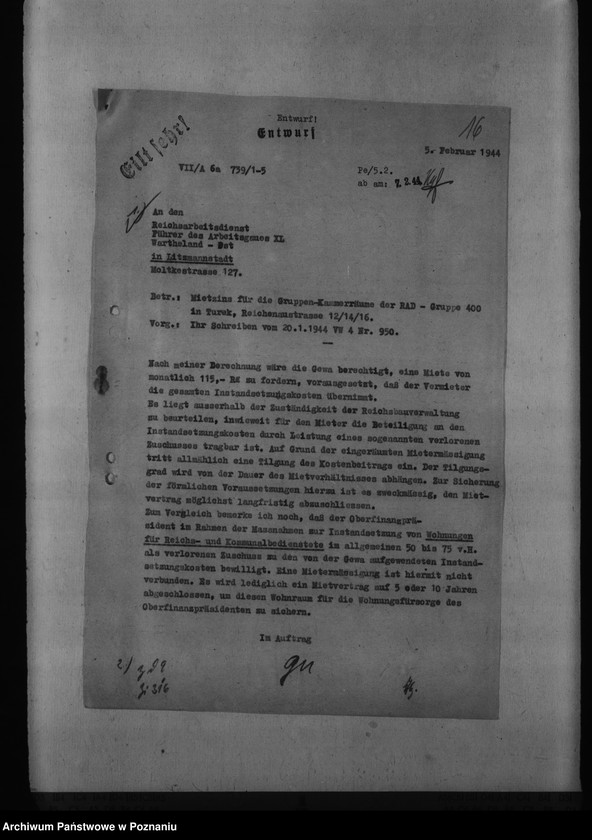 Entwurf!
Entwurf
16
Eilt sehr!
5. Februar 1944
VII/A 6a 739/1-5
Pe/5.2.
ab am: 7.2.44
An den
Reichsarbeitsdienst
Führer des Arbeitsgaues XL
Wartheland - Ost
in Litzmannstadt
Moltkestrasse 127.
Betr.: Mietzins für die Gruppen-Kammerräume der RAD - Gruppe 400
in Turek, Reichenaustrasse 12/14/16.
Vorg.: Ihr Schreiben vom 20.1.1944 VW 4 Nr. 950.
Nach meiner Berechnung wäre die Gewa berechtigt, eine Miete von
monatlich 115,- RM zu fordern, vorausgesetzt, daß der Vermieter
die gesamten Instandsetzungskosten übernimmt.
Es liegt ausserhalb der Zuständigkeit der Reichsbauverwaltung
zu beurteilen, inwieweit für den Mieter die Beteiligung an den
Instandsetzungskosten durch Leistung eines sogenannten verlorenen
Zuschusses tragbar ist. Auf Grund der eingeräumten Mietermässigung
tritt allmählich eine Tilgung des Kostenbeitrags ein. Der Tilgungs-
grad wird von der Dauer des Mietverhältnisses abhängen. Zur Sicherung
der förmlichen Voraussetzungen hierzu ist es zweckmässig, den Miet-
vertrag möglichst langfristig abzuschliessen.
Zum Vergleich bemerke ich noch, daß der Oberfinanzprä-
sident im Rahmen der Massnahmen zur Instandsetzung von Wohnungen
für Reichs- und Kommunalbedienstete im allgemeinen 50 bis 75 v.H.
als verlorenen Zuschuss zu den von der Gewa aufgewendeten Instand-
setzungskosten bewilligt. Eine Mietermässigung ist hiermit nicht
verbunden. Es wird lediglich ein Mietvertrag auf 5 oder 10 Jahren
abgeschlossen, um diesen Wohnraum für die Wohnungsfürsorge des
Oberfinanzpräsidenten zu sichern.
Im Auftrag
2/
Archiwum Państwowe w Poznaniu